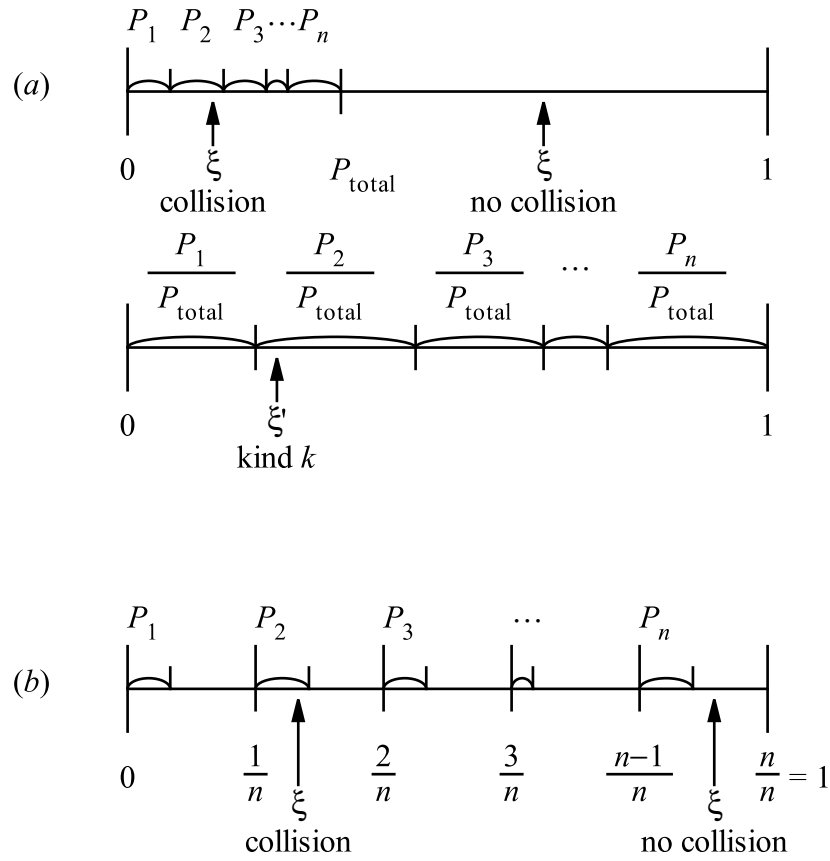 P1 P2 P3 ··· Pn
(a)
0 ξ Ptotal ξ 1
collision no collision
P1 P2 P3 ··· Pn
Ptotal Ptotal Ptotal Ptotal
0 ξ' 1
kind k
P1 P2 P3 ··· Pn
(b)
0 1/n 2/n 3/n n−1/n n/n = 1
ξ ξ
collision no collision